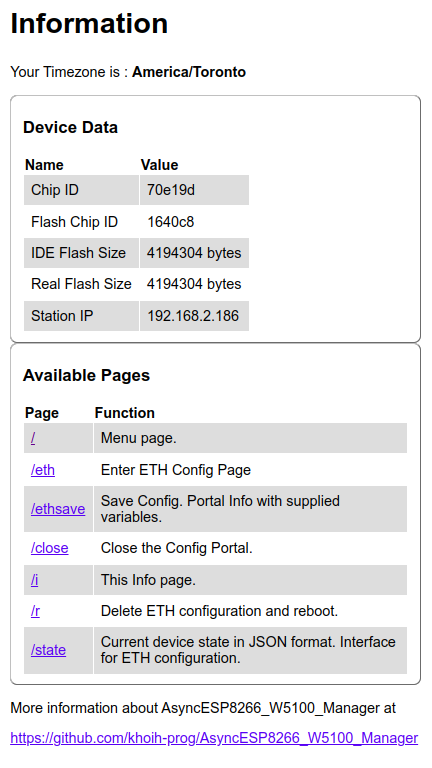 Information
Your Timezone is : America/Toronto
Device Data
Name Value
Chip ID 70e19d
Flash Chip ID 1640c8
IDE Flash Size 4194304 bytes
Real Flash Size 4194304 bytes
Station IP 192.168.2.186
Available Pages
Page Function
/ Menu page.
/eth Enter ETH Config Page
/ethsave Save Config. Portal Info with supplied
variables.
/close Close the Config Portal.
/i This Info page.
/r Delete ETH configuration and reboot.
/state Current device state in JSON format. Interface
for ETH configuration.
More information about AsyncESP8266_W5100_Manager at
https://github.com/khoih-prog/AsyncESP8266_W5100_Manager